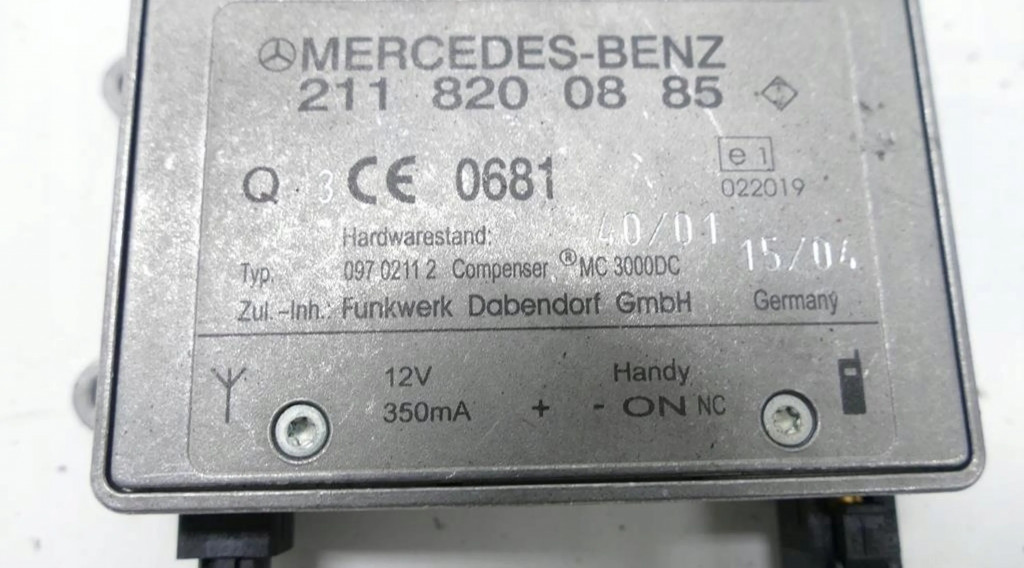 MERCEDES-BENZ
211 820 08 85
e 1
Q 3 CE 0681
022019
Hardwarestand: 40/01
15/04
Typ. 097 0211 2 Compenser ® MC 3000DC
Zul. -Inh.: Funkwerk Dabendorf GmbH Germany
12V Handy
350mA + - ON NC